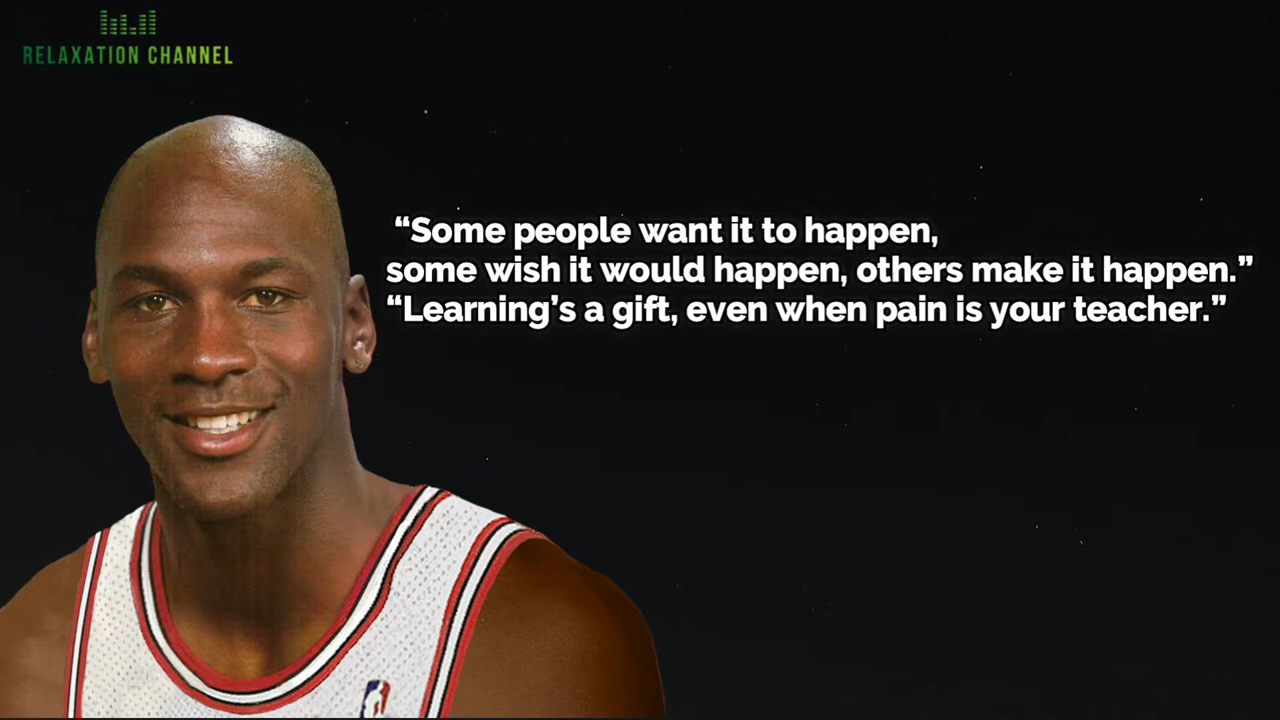 RELAXATION CHANNEL
“Some people want it to happen,
some wish it would happen, others make it happen.”
“Learning’s a gift, even when pain is your teacher.”